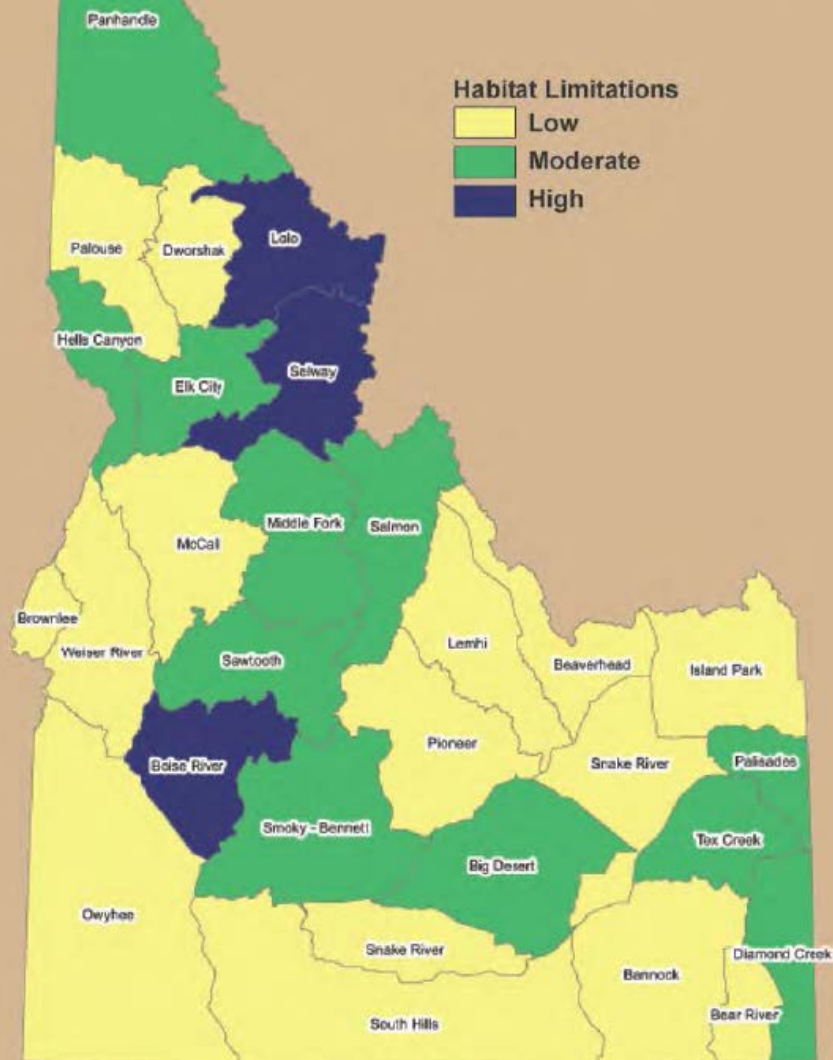 Panhandle
Habitat Limitations
Low
Moderate
High
Palouse
Dworshak
Lolo
Hells Canyon
Elk City
Selway
McCall
Middle Fork
Salmon
Brownlee
Weiser River
Sawtooth
Lemhi
Beaverhead
Island Park
Boise River
Pioneer
Snake River
Palisades
Smoky - Bennett
Big Desert
Tex Creek
Owyhee
Snake River
Bannock
Diamond Creek
South Hills
Bear River